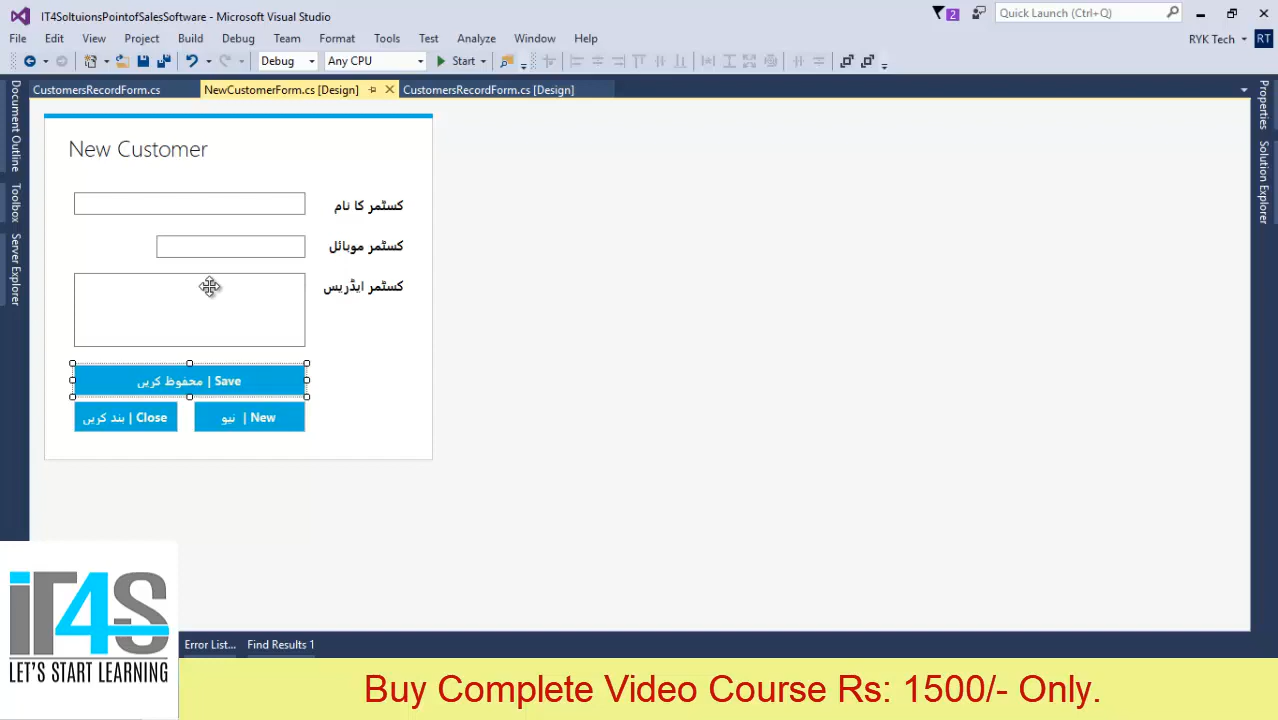 IT4SoltuionsPointofSalesSoftware - Microsoft Visual Studio
2
Quick Launch (Ctrl+Q)
File Edit View Project Build Debug Team Format Tools Test Analyze Window Help
RYK Tech RT
Debug Any CPU Start
CustomersRecordForm.cs NewCustomerForm.cs [Design] CustomersRecordForm.cs [Design]
Document Outline
Toolbox
Server Explorer
Properties
Solution Explorer
New Customer
کسٹمر کا نام
کسٹمر موبائل
کسٹمر ایڈریس
محفوظ کریں | Save
بند کریں | Close
نیو | New
Error List... Find Results 1
iT4S
LET'S START LEARNING
Buy Complete Video Course Rs: 1500/- Only.